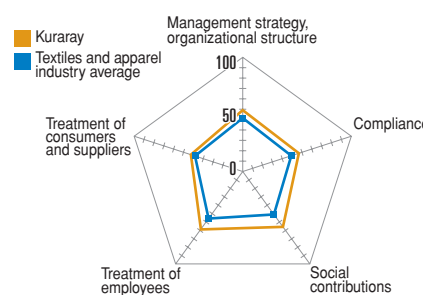 Management strategy,
organizational structure
Kuraray
Textiles and apparel
industry average
100
50
0
Treatment of
consumers
and suppliers
Compliance
Treatment of
employees
Social
contributions